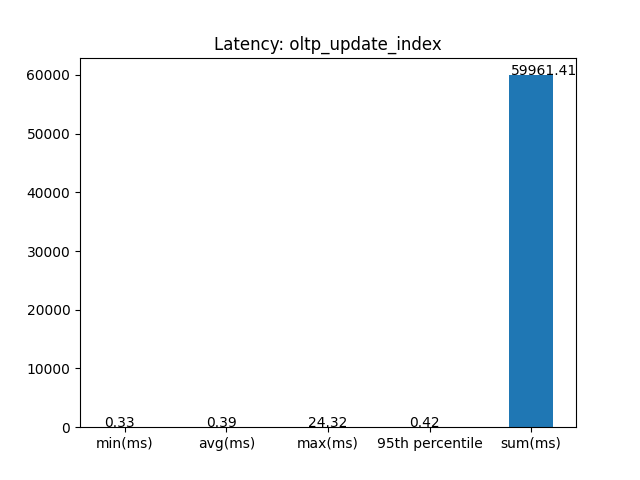 Latency: oltp_update_index
60000
50000
40000
30000
20000
10000
0
0.33
0.39
24.32
0.42
59961.41
min(ms)
avg(ms)
max(ms)
95th percentile
sum(ms)